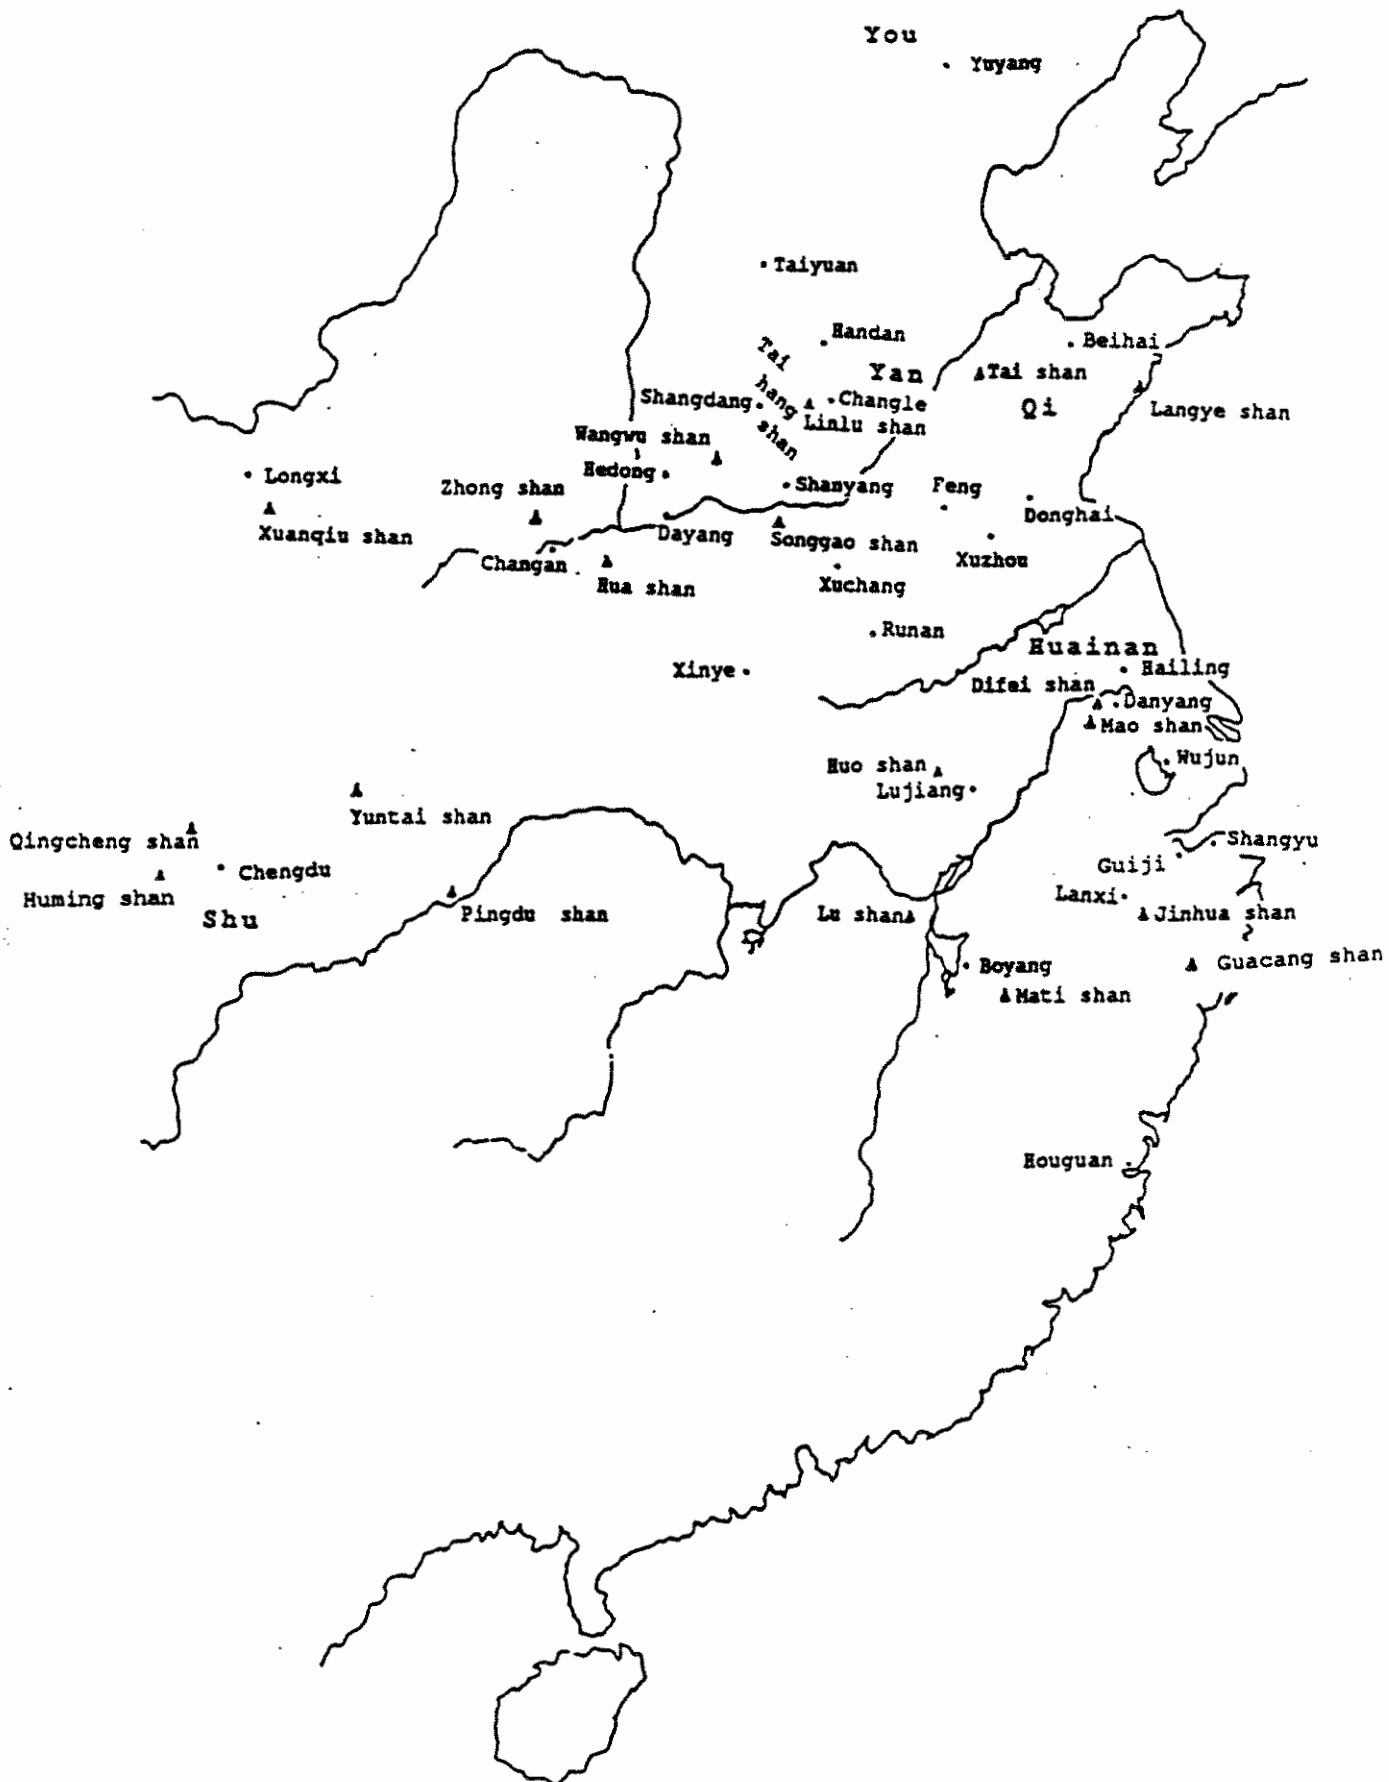 You
Yuyang
Taiyuan
Handan
Beihai
Tai hang shan
Yan
Tai shan
Shangdang
Changle
Qi
Langye shan
Linlu shan
Wangwu shan
Hedong
Longxi
Zhong shan
Shanyang
Feng
Donghai
Xuanqiu shan
Dayang
Songgao shan
Changan
Xuzhou
Hua shan
Xuchang
Runan
Huainan
Xinye
Hailing
Difei shan
Danyang
Mao shan
Wujun
Huo shan
Lujiang
Yuntai shan
Qingcheng shan
Shangyu
Chengdu
Guiji
Huming shan
Lanxi
Shu
Pingdu shan
Lu shan
Jinhua shan
Guacang shan
Boyang
Mati shan
Houguan